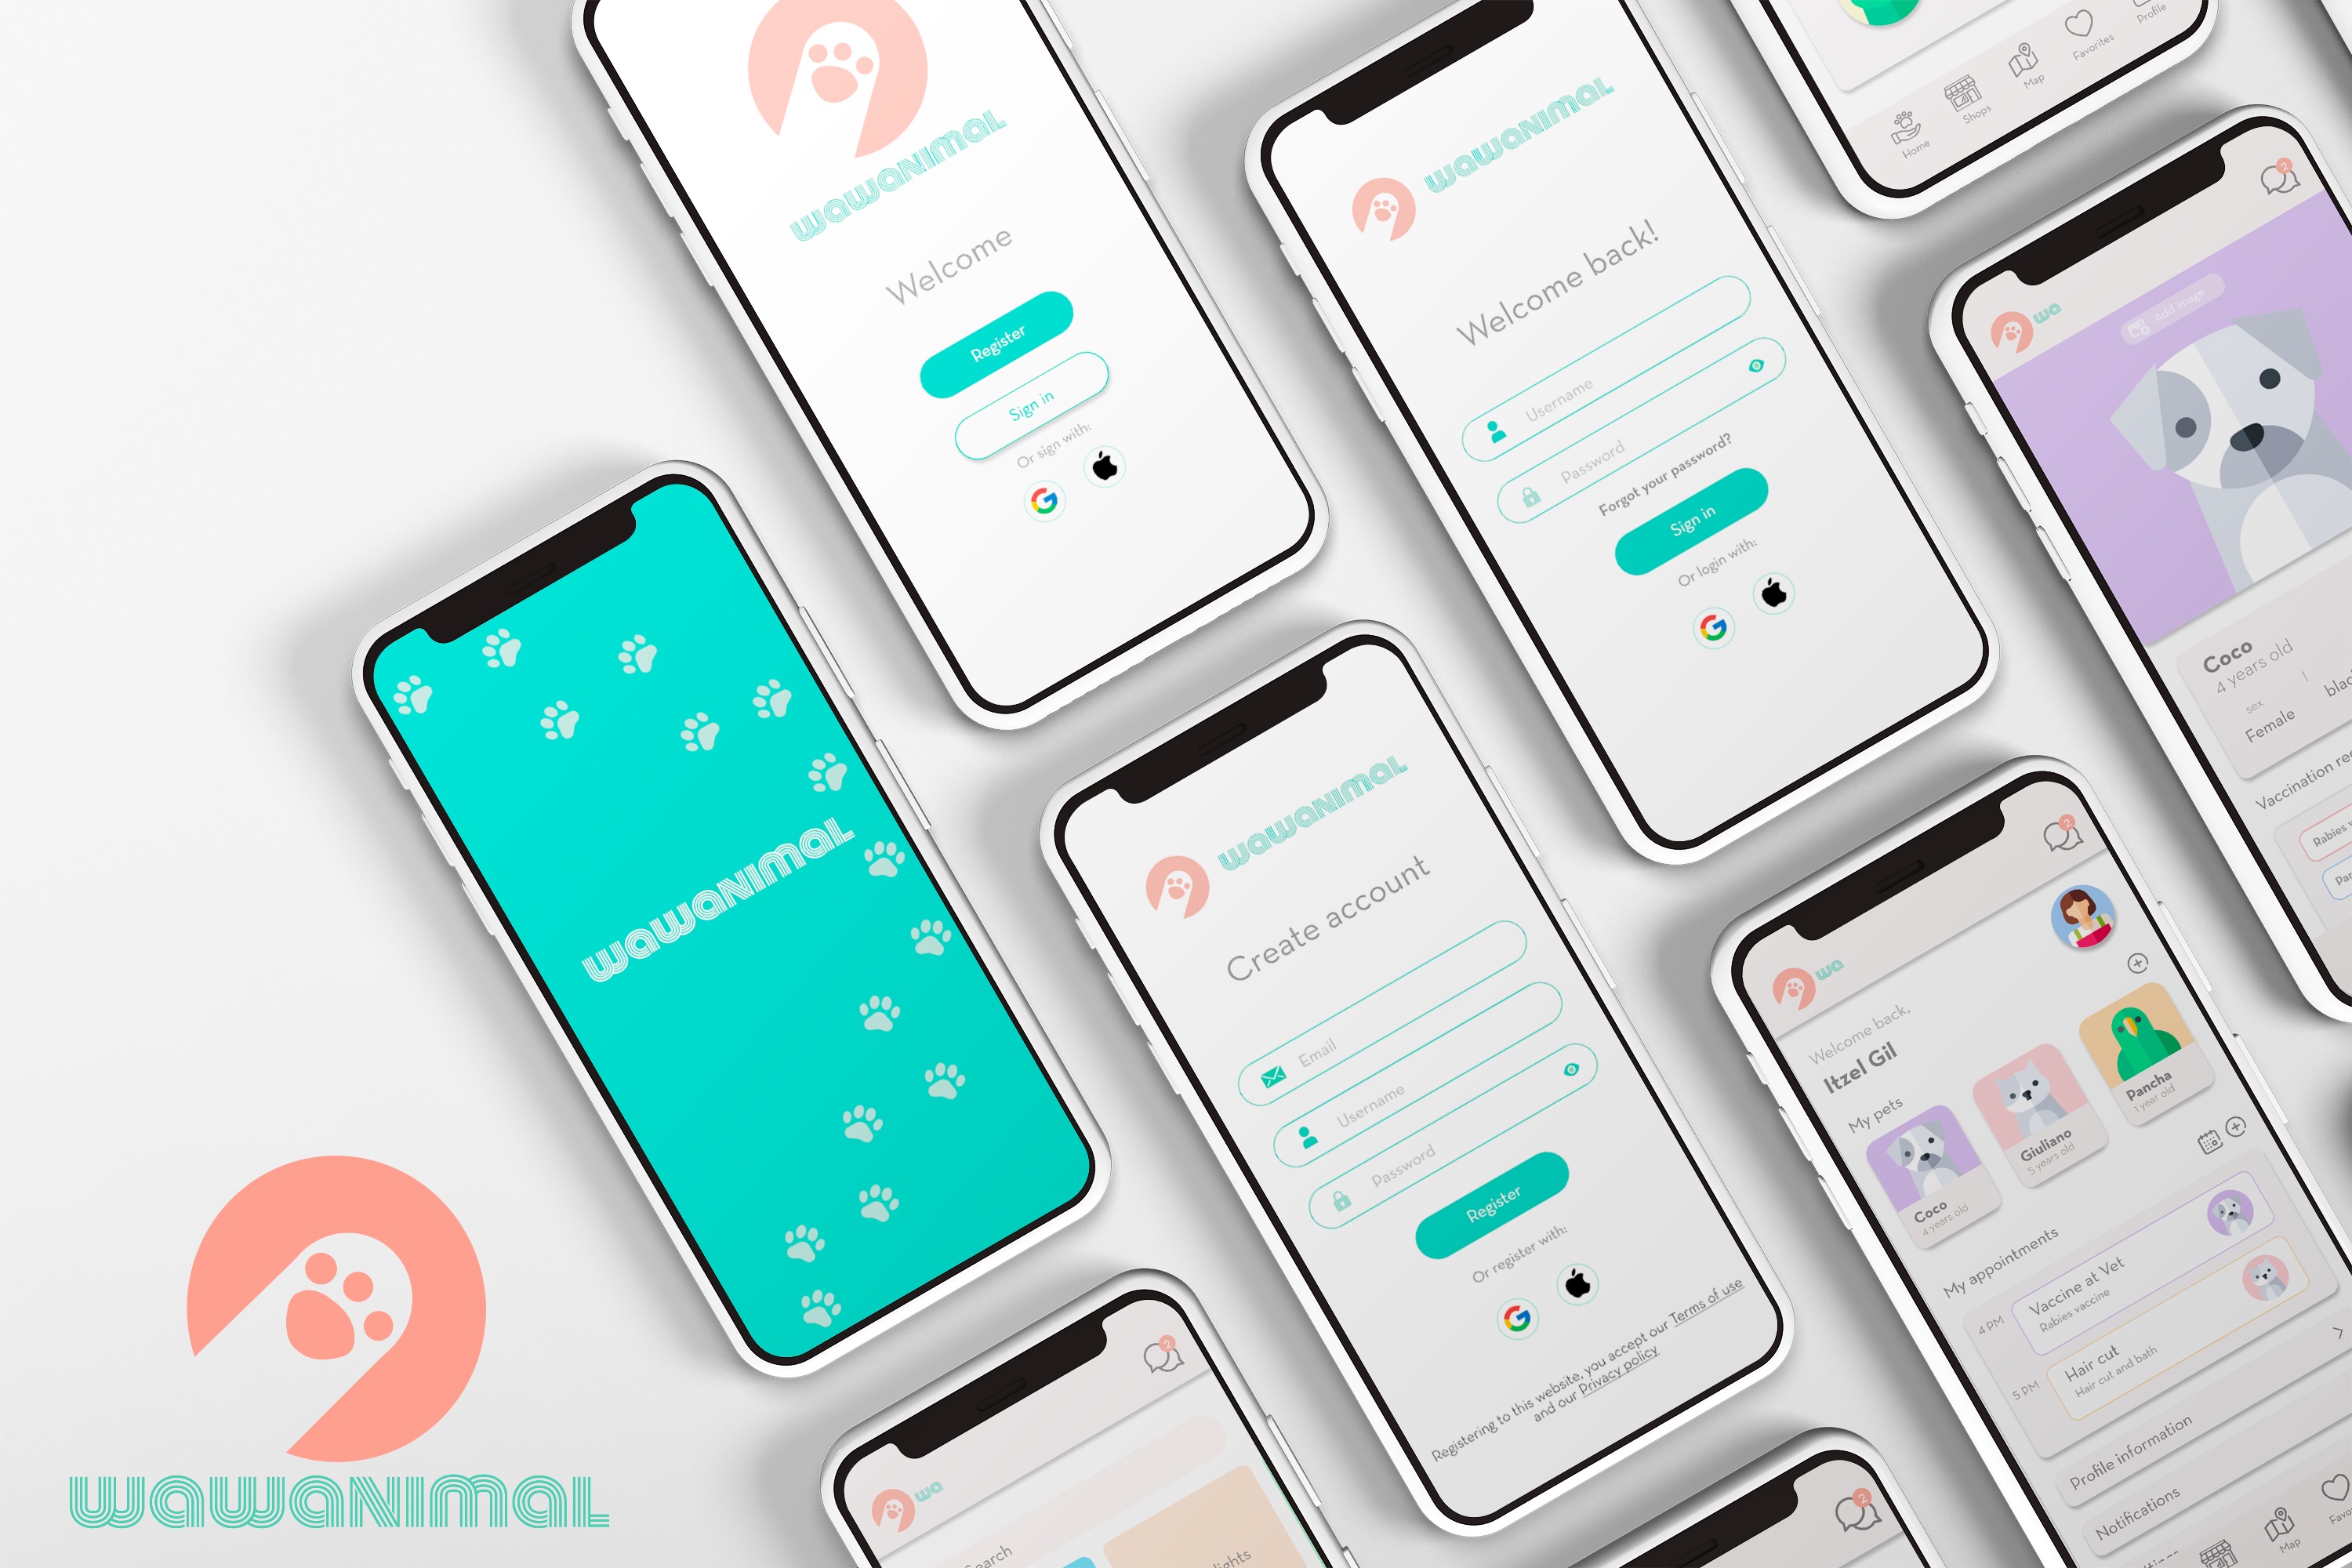 WAWANIMAL
Welcome
Register
Sign in
Or sign with:
WAWANIMAL
Welcome back!
Username
Password
Forgot your password?
Sign in
Or login with:
Home
Shops
Map
Favorites
Profile
2
wa
Add image
Coco
4 years old
sex
Female
Vaccination
Rabies
WAWANIMAL
WAWANIMAL
Create account
Email
Username
Password
Register
Or register with:
Registering to this website, you accept our Terms of use
and our Privacy policy
2
wa
Welcome back,
Itzel Gil
My pets
Coco
4 years old
Giuliano
5 years old
Pancha
1 year old
My appointments
4 PM
Vaccine at Vet
Rabies vaccine
5 PM
Hair cut
Hair cut and bath
Profile information
Notifications
Map
2
wa
Search
2
WAWANIMAL